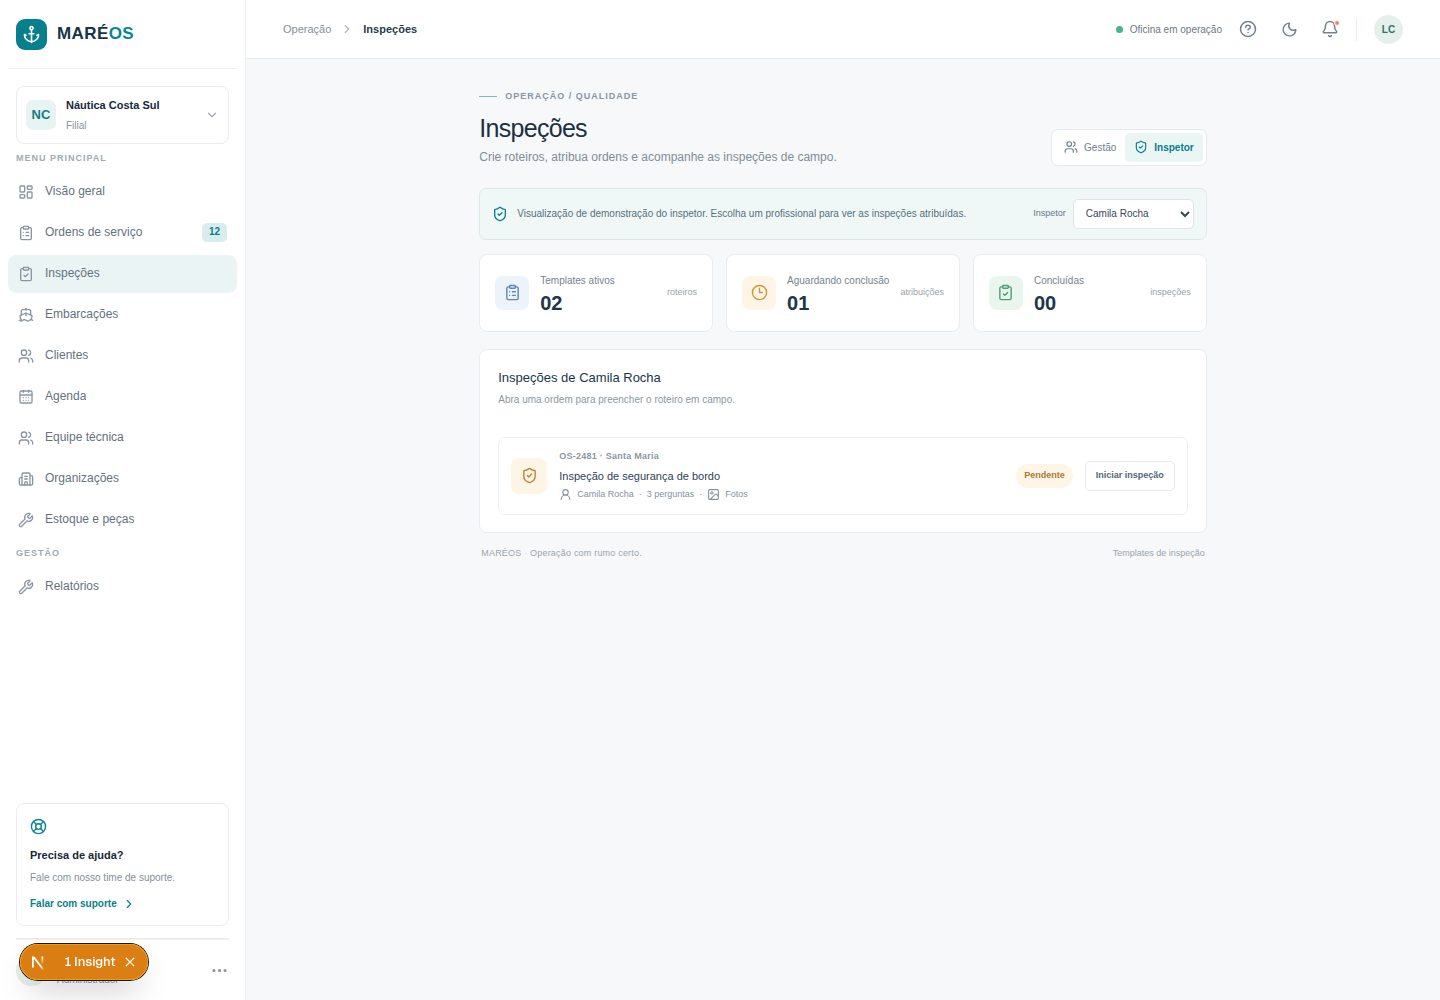 MARÉOS
NC
Náutica Costa Sul
Filial
MENU PRINCIPAL
Visão geral
Ordens de serviço
12
Inspeções
Embarcações
Clientes
Agenda
Equipe técnica
Organizações
Estoque e peças
GESTÃO
Relatórios
Precisa de ajuda?
Fale com nosso time de suporte.
Falar com suporte
1 Insight
Operação
Inspeções
Oficina em operação
LC
OPERAÇÃO / QUALIDADE
Inspeções
Crie roteiros, atribua ordens e acompanhe as inspeções de campo.
Gestão
Inspetor
Visualização de demonstração do inspetor. Escolha um profissional para ver as inspeções atribuídas.
Inspetor
Camila Rocha
Templates ativos
02
roteiros
Aguardando conclusão
01
atribuições
Concluídas
00
inspeções
Inspeções de Camila Rocha
Abra uma ordem para preencher o roteiro em campo.
OS-2481 · Santa Maria
Inspeção de segurança de bordo
Camila Rocha · 3 perguntas · Fotos
Pendente
Iniciar inspeção
MARÉOS · Operação com rumo certo.
Templates de inspeção